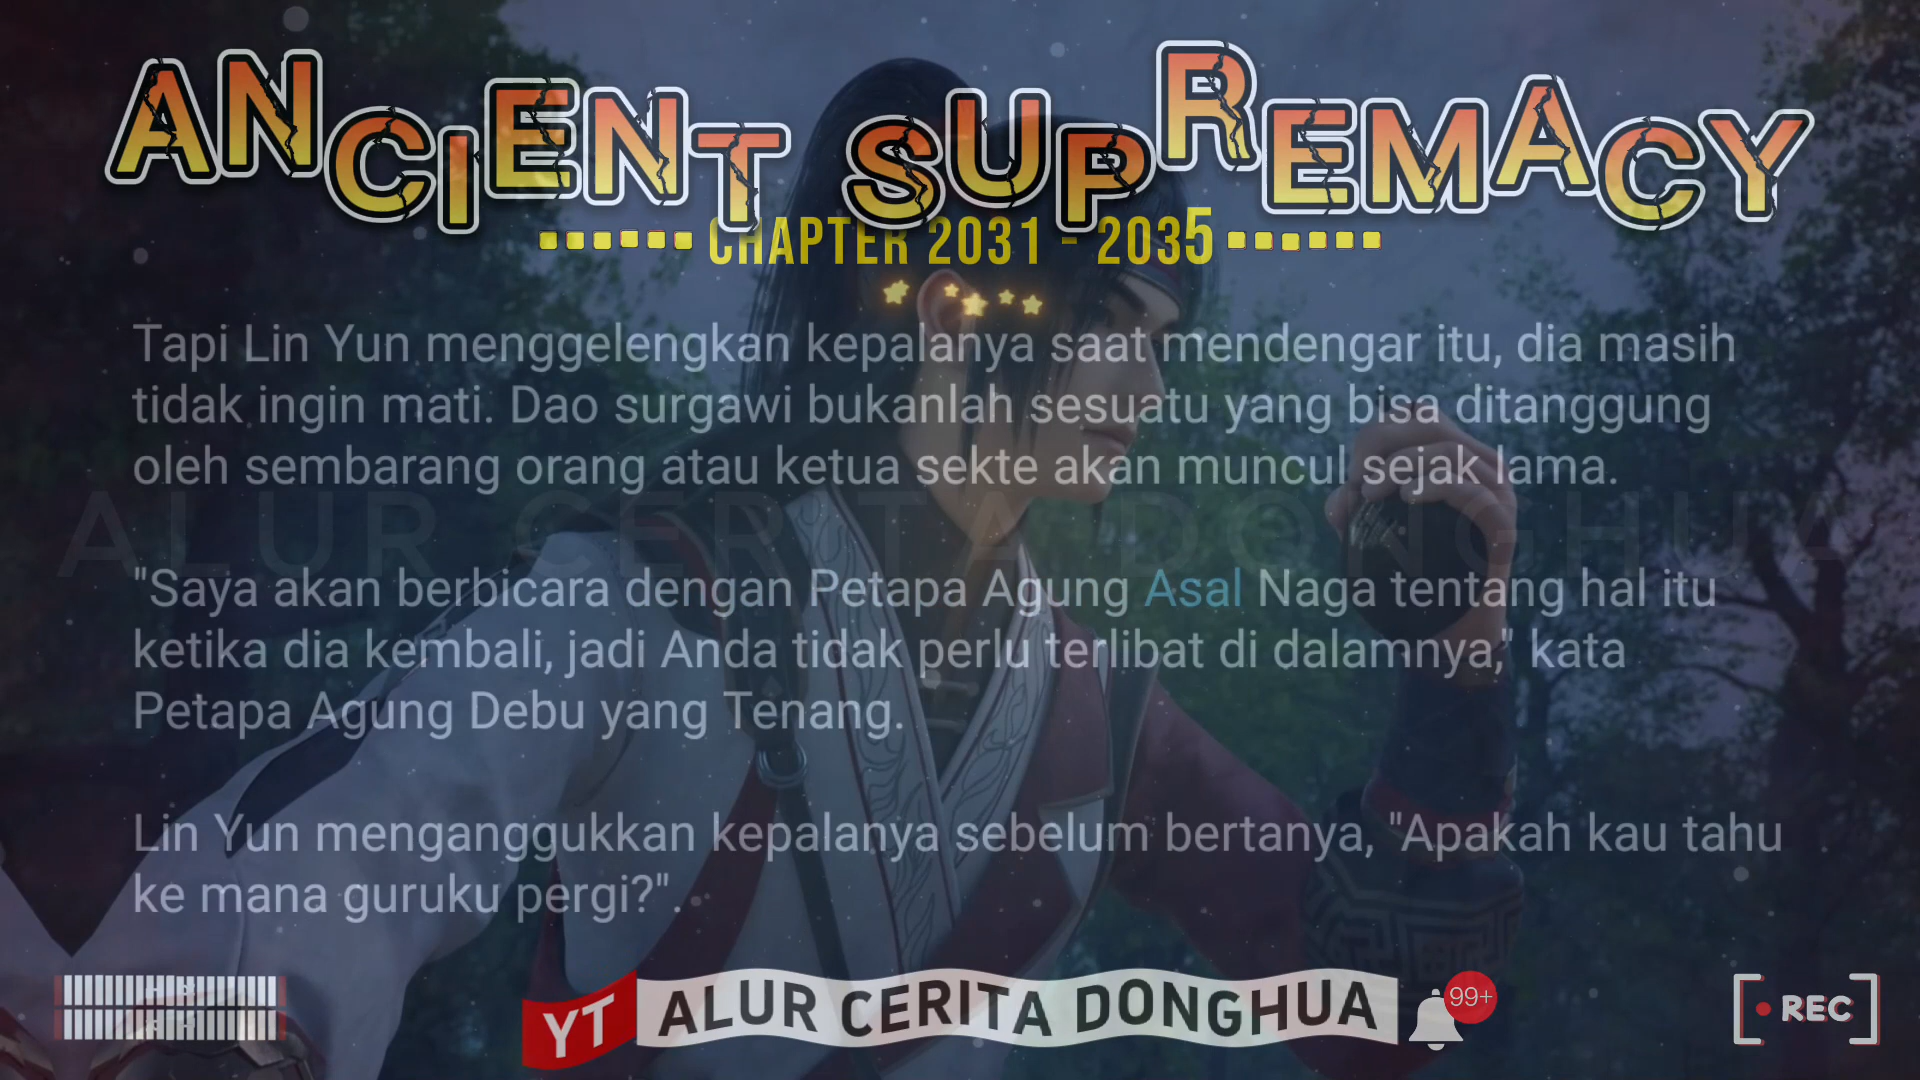 ANCIENT SUPREMACY
CHAPTER 2031 - 2035
Tapi Lin Yun menggelengkan kepalanya saat mendengar itu, dia masih
tidak ingin mati. Dao surgawi bukanlah sesuatu yang bisa ditanggung
oleh sembarang orang atau ketua sekte akan muncul sejak lama.
ALUR CERITA DONGHUA
"Saya akan berbicara dengan Petapa Agung Asal Naga tentang hal itu
ketika dia kembali, jadi Anda tidak perlu terlibat di dalamnya," kata
Petapa Agung Debu yang Tenang.
Lin Yun menganggukkan kepalanya sebelum bertanya, "Apakah kau tahu
ke mana guruku pergi?".
YT ALUR CERITA DONGHUA 99+
REC